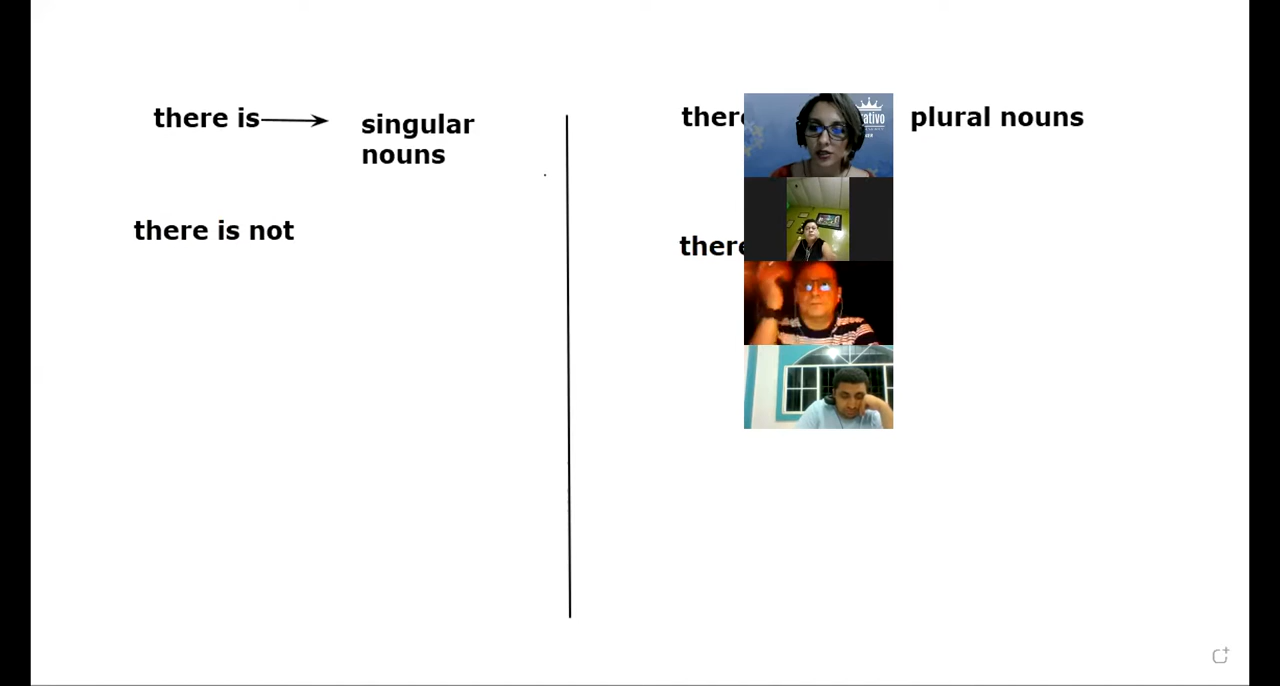 there is
singular
nouns
there is not
there
plural nouns
there